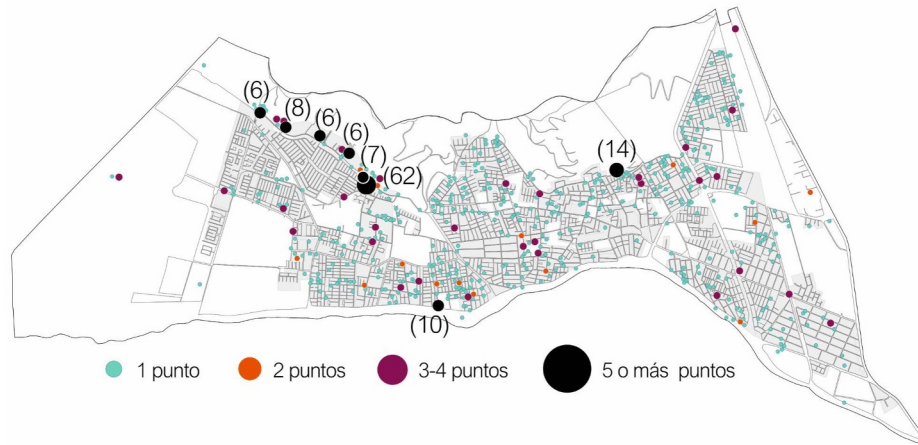 (6)
(8)
(6)
(6)
(7)
(62)
(14)
(10)
1 punto
2 puntos
3-4 puntos
5 o más puntos